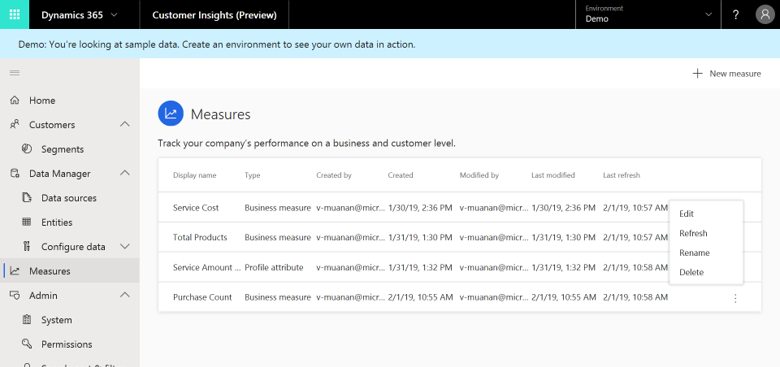 Dynamics 365 Customer Insights (Preview) Environment
Demo ?
Demo: You're looking at sample data. Create an environment to see your own data in action.
New measure
Home
Customers
Segments
Data Manager
Data sources
Entities
Configure data
Measures
Admin
System
Permissions
Measures
Track your company's performance on a business and customer level.
Display name Type Created by Created Modified by Last modified Last refresh
Service Cost Business measure v-muanan@micr... 1/30/19, 2:36 PM v-muanan@micr... 1/30/19, 2:36 PM 2/1/19, 10:57 AM
Total Products Business measure v-muanan@micr... 1/31/19, 1:30 PM v-muanan@micr... 1/31/19, 1:30 PM 2/1/19, 10:57 AM
Service Amount ... Profile attribute v-muanan@micr... 1/31/19, 1:32 PM v-muanan@micr... 1/31/19, 1:32 PM 2/1/19, 10:58 AM
Purchase Count Business measure v-muanan@micr... 2/1/19, 10:55 AM v-muanan@micr... 2/1/19, 10:55 AM 2/1/19, 10:58 AM
Edit
Refresh
Rename
Delete